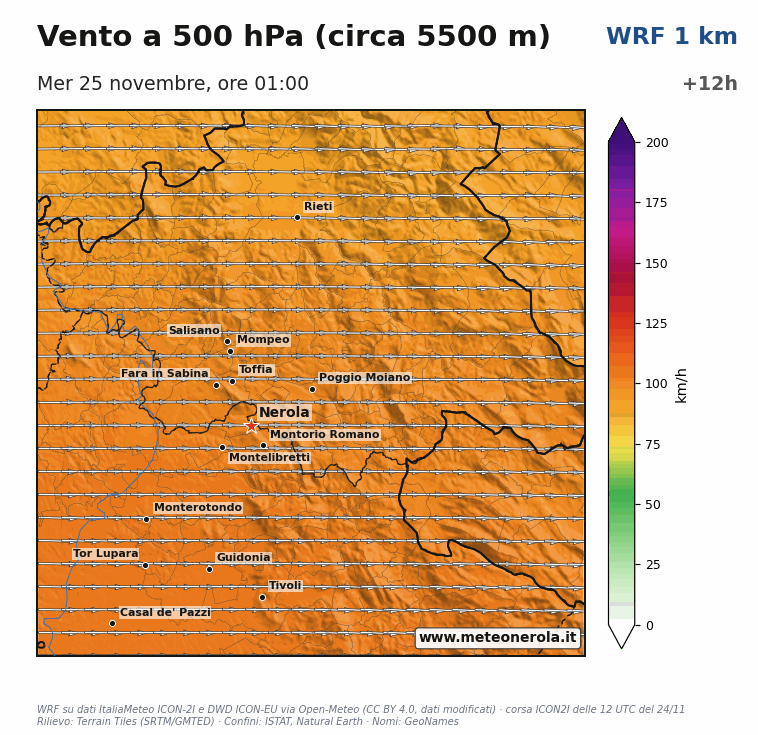 Vento a 500 hPa (circa 5500 m)
WRF 1 km
Mer 25 novembre, ore 01:00
+12h
Rieti
Salisano
Mompeo
Fara in Sabina
Toffia
Poggio Moiano
Nerola
Montorio Romano
Montelibretti
Monterotondo
Tor Lupara
Guidonia
Tivoli
Casal de' Pazzi
www.meteonerola.it
200
175
150
125
100
75
50
25
0
km/h
WRF su dati ItaliaMeteo ICON-2I e DWD ICON-EU via Open-Meteo (CC BY 4.0, dati modificati) · corsa ICON2I delle 12 UTC del 24/11
Rilievo: Terrain Tiles (SRTM/GMTED) · Confini: ISTAT, Natural Earth · Nomi: GeoNames